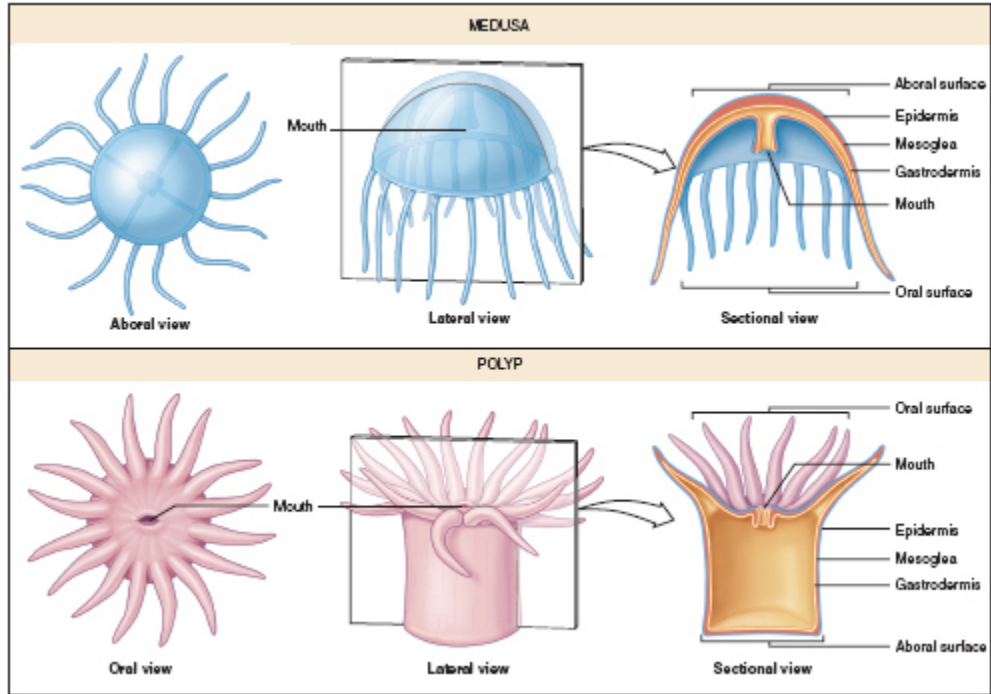 MEDUSA
Mouth
Aboral surface
Epidermis
Mesoglea
Gastrodermis
Mouth
Oral surface
Aboral view
Lateral view
Sectional view
POLYP
Mouth
Oral surface
Mouth
Epidermis
Mesoglea
Gastrodermis
Aboral surface
Oral view
Lateral view
Sectional view